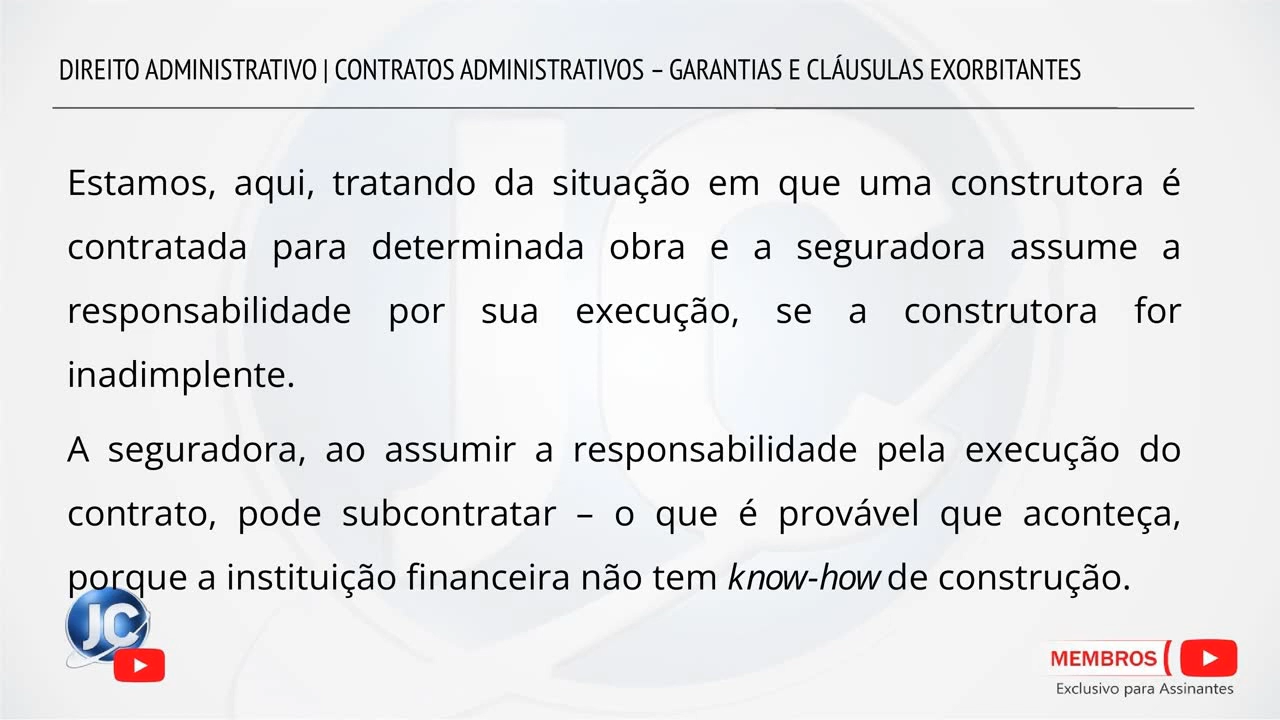 DIREITO ADMINISTRATIVO | CONTRATOS ADMINISTRATIVOS – GARANTIAS E CLÁUSULAS EXORBITANTES
Estamos, aqui, tratando da situação em que uma construtora é
contratada para determinada obra e a seguradora assume a
responsabilidade por sua execução, se a construtora for
inadimplente.
A seguradora, ao assumir a responsabilidade pela execução do
contrato, pode subcontratar – o que é provável que aconteça,
porque a instituição financeira não tem know-how de construção.
JC
MEMBROS
Exclusivo para Assinantes